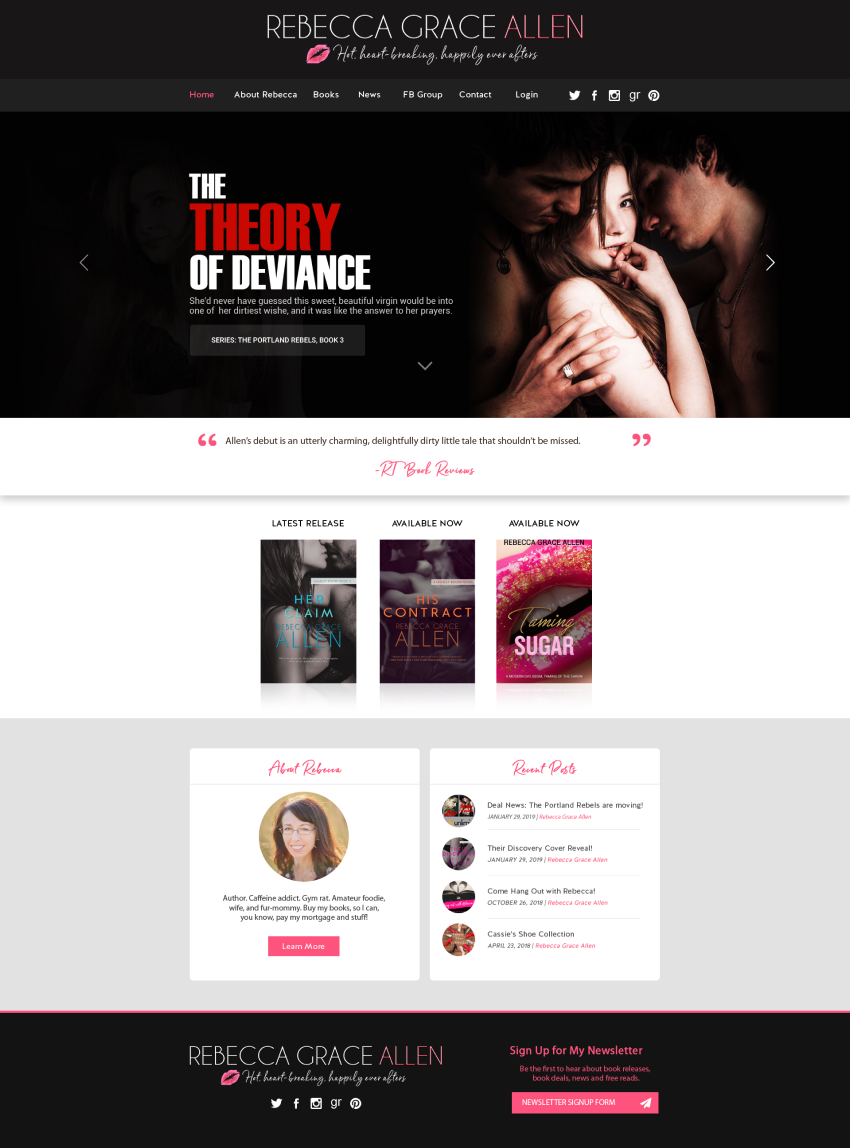 REBECCA GRACE ALLEN
Hot, heart-breaking, happily ever afters
Home About Rebecca Books News FB Group Contact Login gr
THE
THEORY
OF DEVIANCE
She'd never have guessed this sweet, beautiful virgin would be into
one of her dirtiest wishe, and it was like the answer to her prayers.
SERIES: THE PORTLAND REBELS, BOOK 3
“ Allen's debut is an utterly charming, delightfully dirty little tale that shouldn't be missed. ”
-RT Book Reviews
LATEST RELEASE AVAILABLE NOW AVAILABLE NOW
HER
CLAIM
REBECCA GRACE
ALLEN
HIS
CONTRACT
REBECCA GRACE
ALLEN
REBECCA GRACE ALLEN
Taming
SUGAR
About Rebecca
Author. Caffeine addict. Gym rat. Amateur foodie,
wife, and fur-mommy. Buy my books, so I can,
you know, pay my mortgage and stuff!
Learn More
Recent Posts
Deal News: The Portland Rebels are moving!
JANUARY 29, 2019 | Rebecca Grace Allen
Their Discovery Cover Reveal!
JANUARY 29, 2019 | Rebecca Grace Allen
Come Hang Out with Rebecca!
OCTOBER 26, 2018 | Rebecca Grace Allen
Cassie's Shoe Collection
APRIL 23, 2018 | Rebecca Grace Allen
REBECCA GRACE ALLEN
Hot, heart-breaking, happily ever afters
gr
Sign Up for My Newsletter
Be the first to hear about book releases,
book deals, news and free reads.
NEWSLETTER SIGNUP FORM